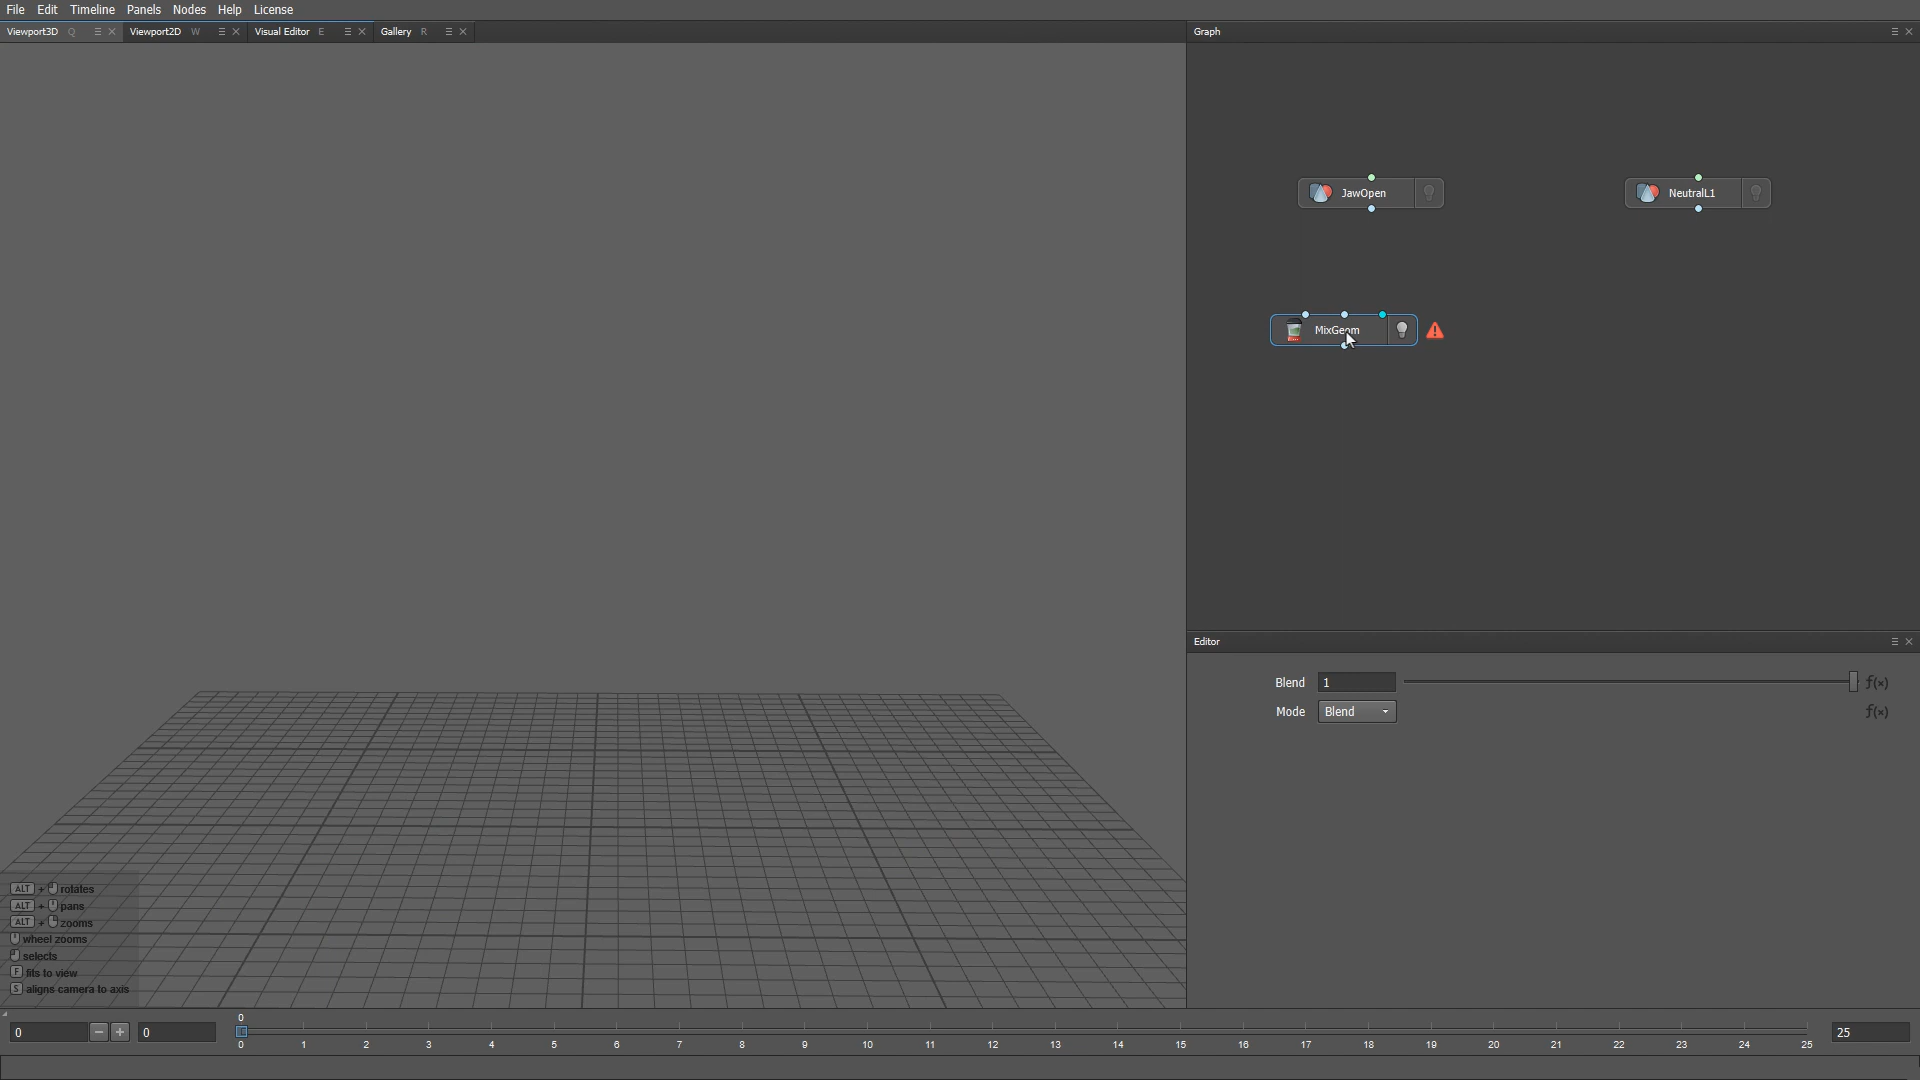 File Edit Timeline Panels Nodes Help License
Viewport3D Q Viewport2D W Visual Editor E Gallery R
Graph
JawOpen
NeutralL1
MixGeom
Editor
Blend 1 f(x)
Mode Blend f(x)
ALT + rotates
ALT + pans
ALT + zooms
wheel zooms
selects
F fits to view
S aligns camera to axis
0
0 − + 0 25
0 1 2 3 4 5 6 7 8 9 10 11 12 13 14 15 16 17 18 19 20 21 22 23 24 25